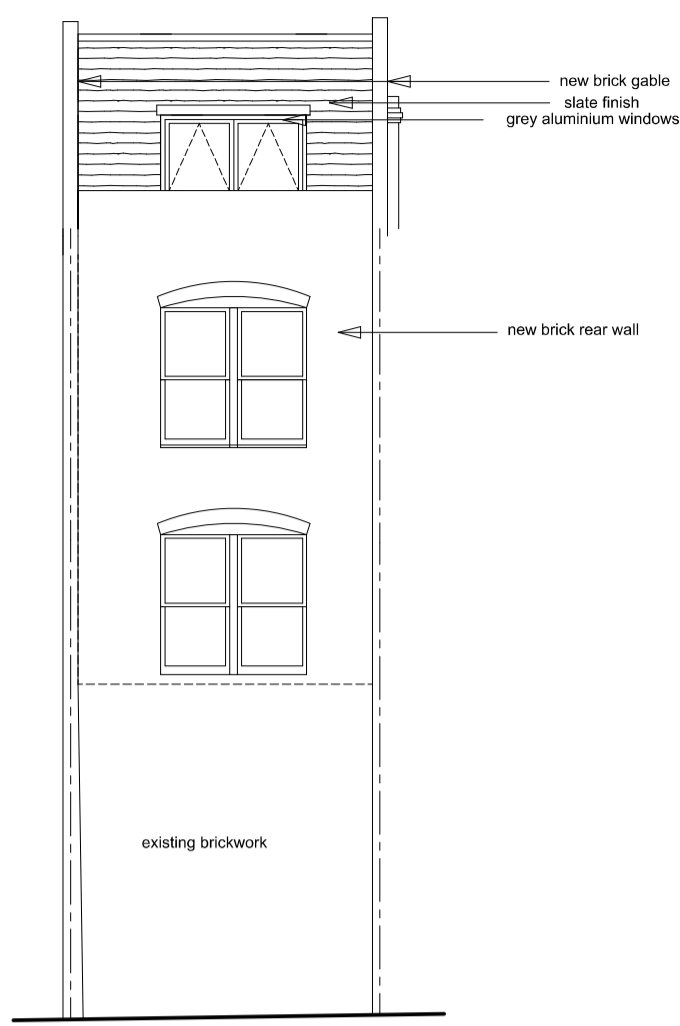 new brick gable
slate finish
grey aluminium windows
new brick rear wall
existing brickwork